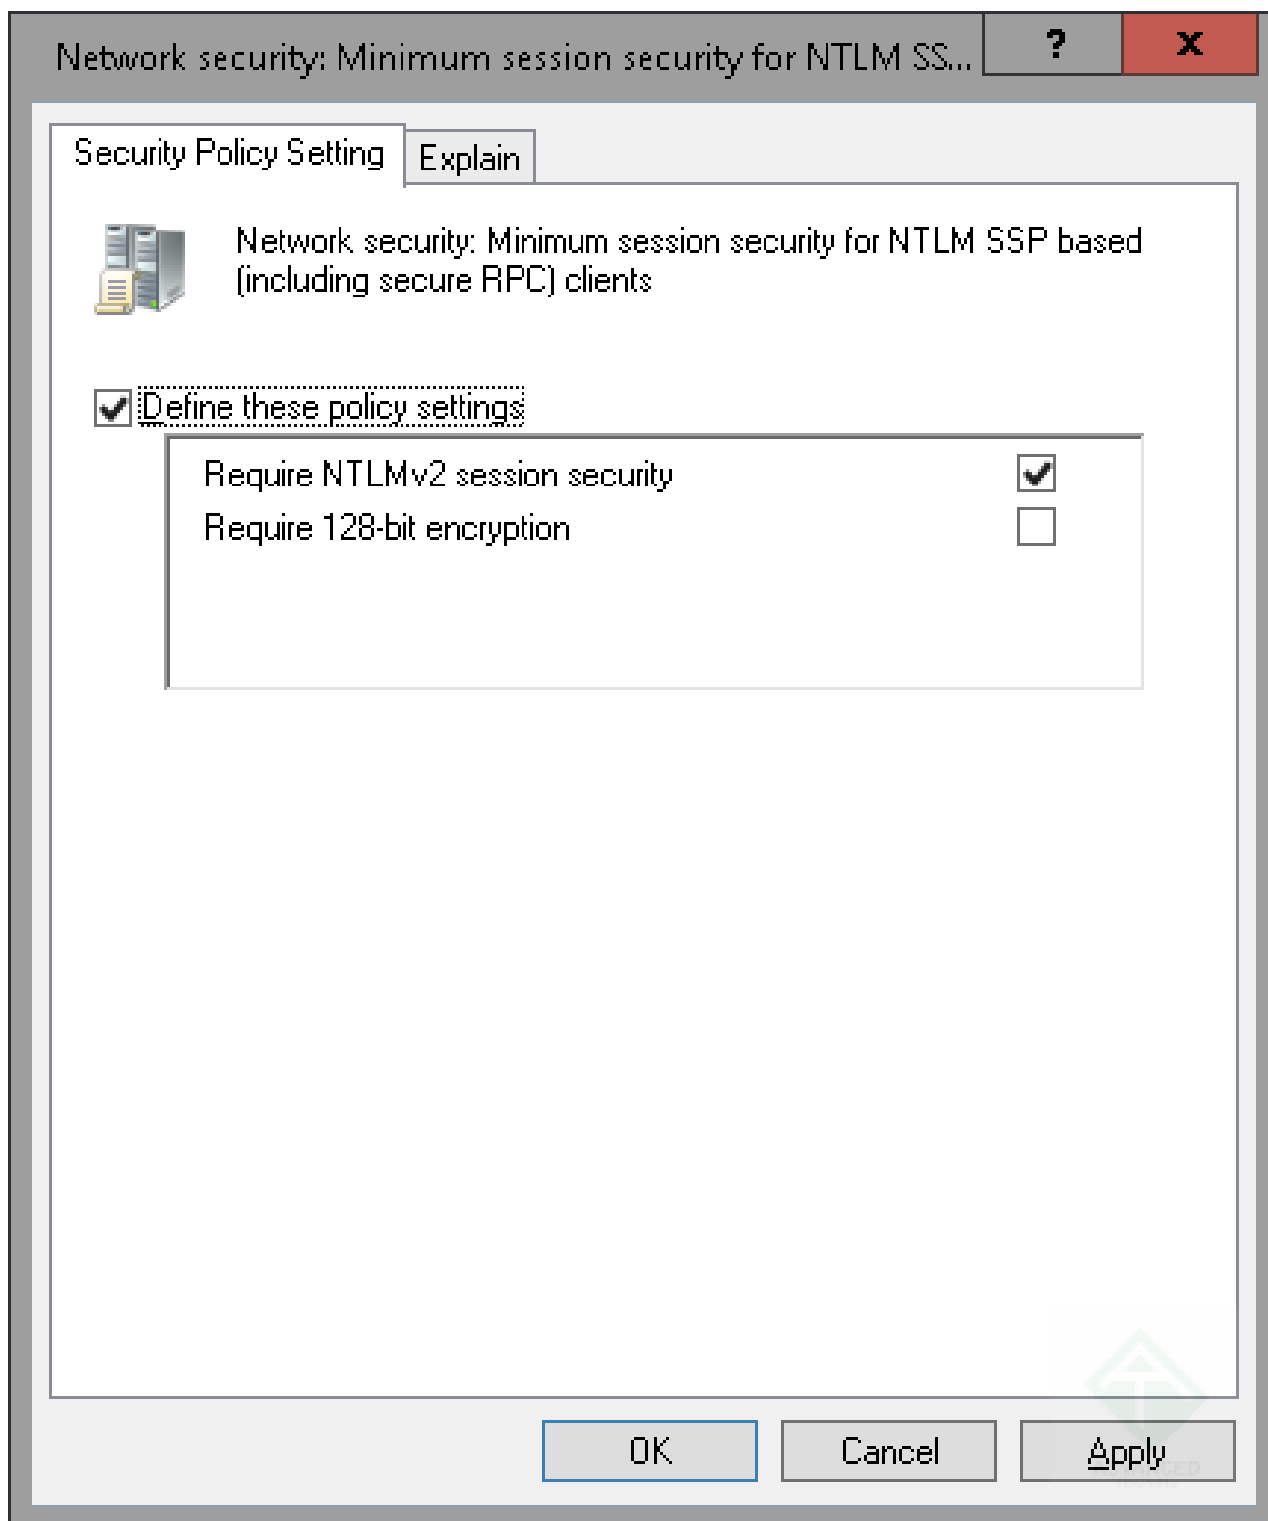 Network security: Minimum session security for NTLM SS...
?
x
Security Policy Setting
Explain
Network security: Minimum session security for NTLM SSP based
(including secure RPC) clients
Define these policy settings
Require NTLMv2 session security
Require 128-bit encryption
OK
Cancel
Apply